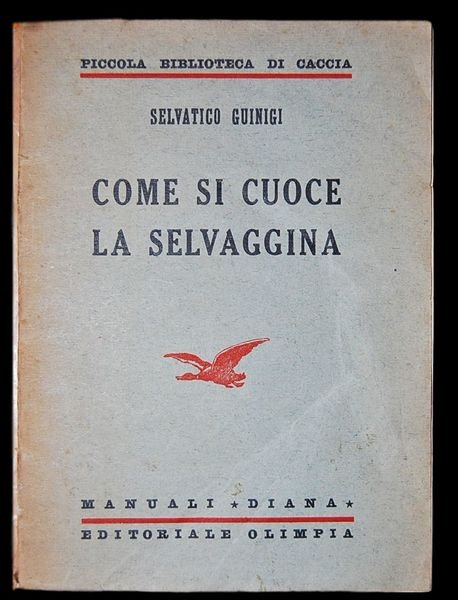 PICCOLA BIBLIOTECA DI CACCIA
SELVATICO GUINIGI
COME SI CUOCE
LA SELVAGGINA
MANUALI ★ DIANA ★
EDITORIALE OLIMPIA